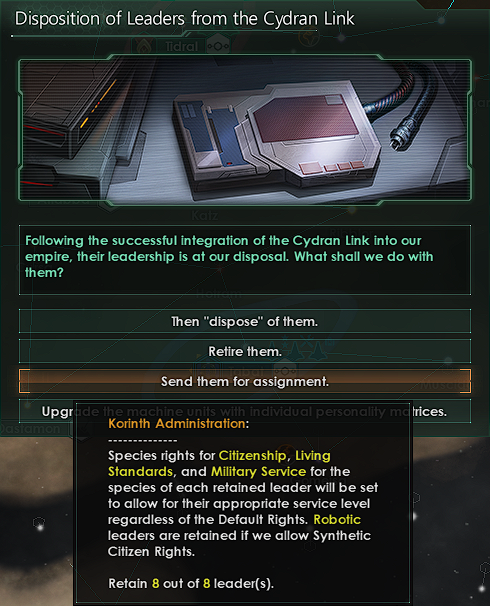 Disposition of Leaders from the Cydran Link
Tidral
Katz
Following the successful integration of the Cydran Link into our
empire, their leadership is at our disposal. What shall we do with
them?
Then "dispose" of them.
Retire them.
Send them for assignment.
Upgrade the machine units with individual personality matrices.
Korinth Administration:
--------------
Species rights for Citizenship, Living
Standards, and Military Service for the
species of each retained leader will be set
to allow for their appropriate service level
regardless of the Default Rights. Robotic
leaders are retained if we allow Synthetic
Citizen Rights.
Retain 8 out of 8 leader(s).